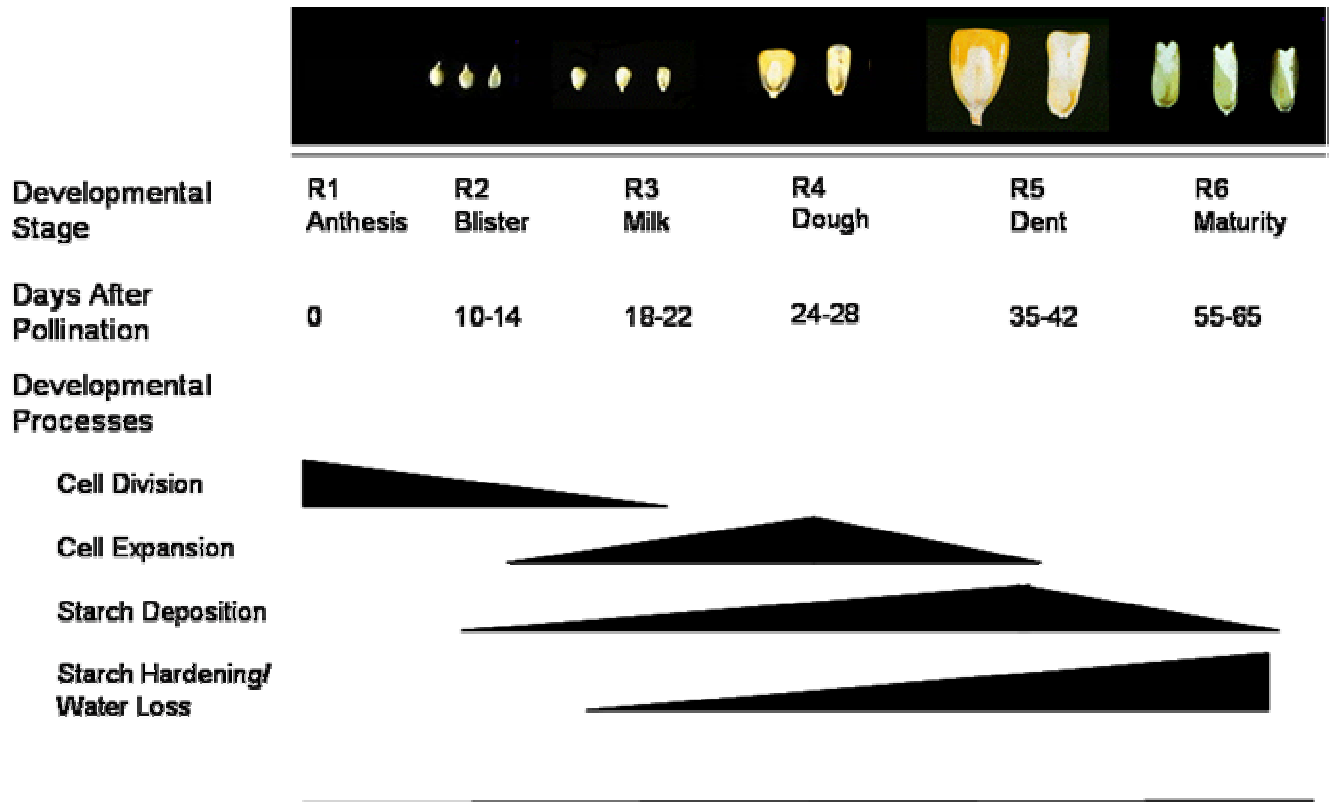 Developmental Stage
R1 Anthesis
R2 Blister
R3 Milk
R4 Dough
R5 Dent
R6 Maturity
Days After Pollination
0
10-14
18-22
24-28
35-42
55-65
Developmental Processes
Cell Division
Cell Expansion
Starch Deposition
Starch Hardening/
Water Loss